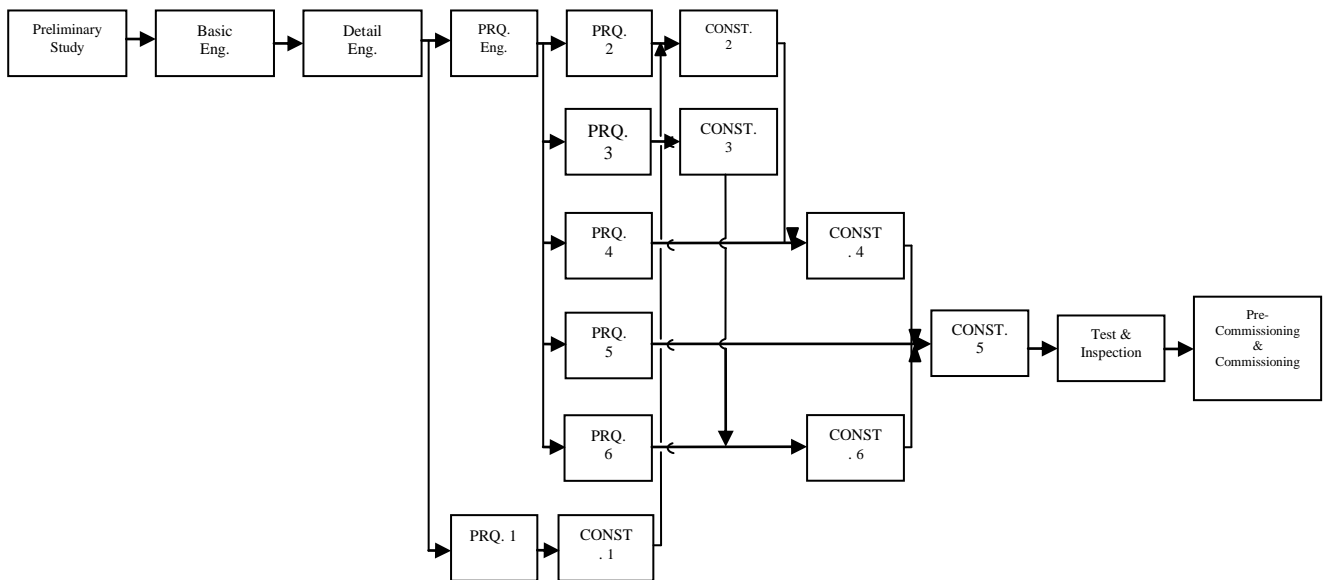 Preliminary
Study
Basic
Eng.
Detail
Eng.
PRQ.
Eng.
PRQ.
2
CONST.
2
PRQ.
3
CONST.
3
PRQ.
4
CONST
. 4
PRQ.
5
CONST.
5
Test &
Inspection
Pre-
Commissioning
&
Commissioning
PRQ.
6
CONST
. 6
PRQ. 1
CONST
. 1